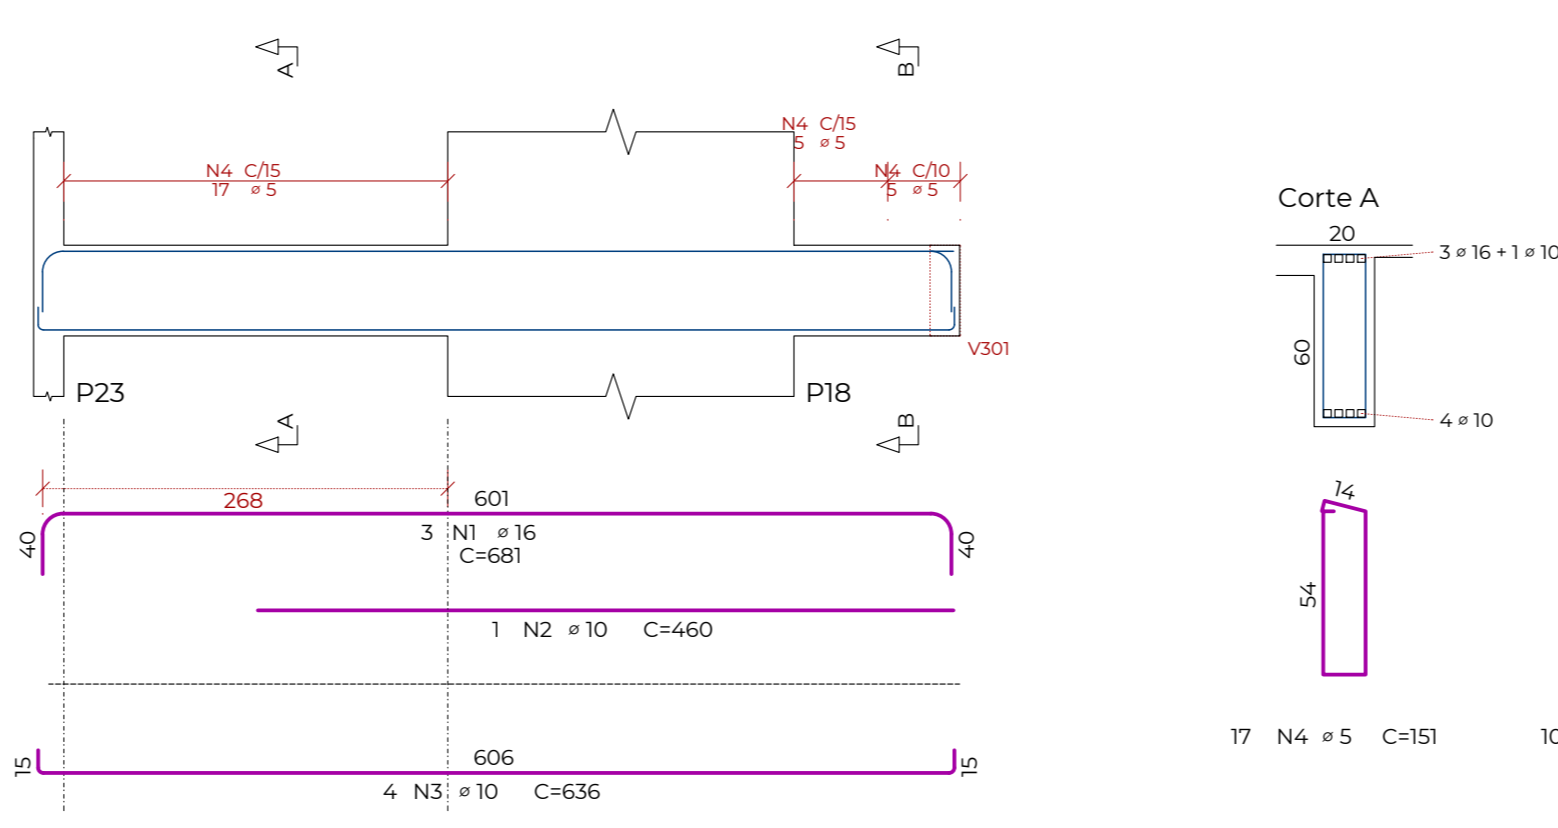 A
B
N4 C/15
5 ø 5
N4 C/15
17 ø 5
N4 C/10
5 ø 5
V301
P23
P18
A
B
268
601
40
40
3 N1 ø 16
C=681
1 N2 ø 10 C=460
606
15
15
4 N3 ø 10 C=636
Corte A
20
3 ø 16 + 1 ø 10
60
4 ø 10
14
54
17 N4 ø 5 C=151
10